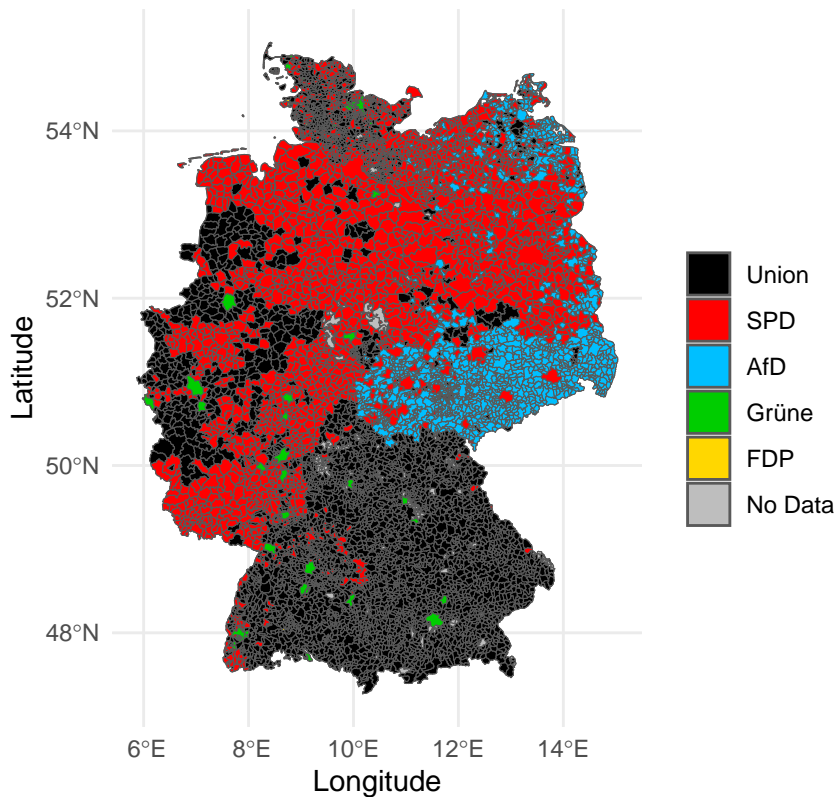 54°N
52°N
50°N
48°N
6°E
8°E
10°E
12°E
14°E
Latitude
Longitude
Union
SPD
AfD
Grüne
FDP
No Data